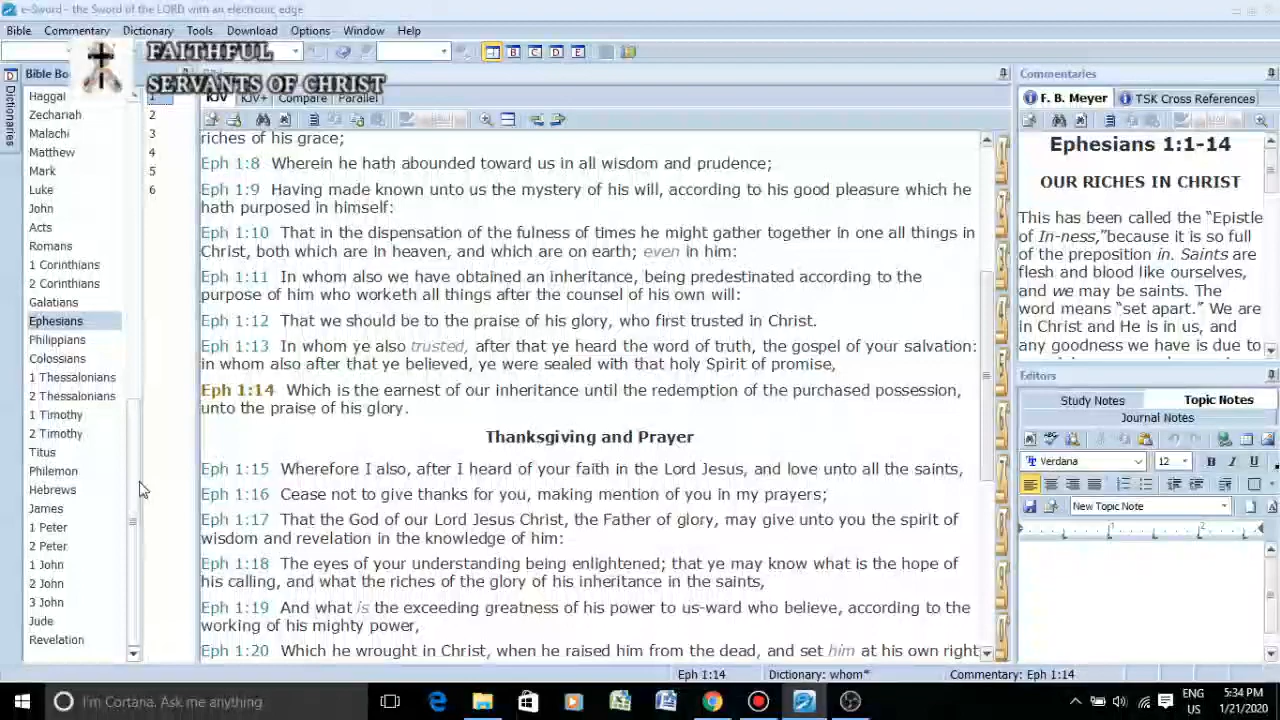 e-Sword - the Sword of the LORD with an electronic edge
Bible Commentary Dictionary Tools Download Options Window Help
FAITHFUL
SERVANTS OF CHRIST
B C D E
D Dictionaries
Bible Bo
Haggai
Zechariah
Malachi
Matthew
Mark
Luke
John
Acts
Romans
1 Corinthians
2 Corinthians
Galatians
Ephesians
Philippians
Colossians
1 Thessalonians
2 Thessalonians
1 Timothy
2 Timothy
Titus
Philemon
Hebrews
James
1 Peter
2 Peter
1 John
2 John
3 John
Jude
Revelation
1
2
3
4
5
6
KJV KJV+ Compare Parallel
riches of his grace;
Eph 1:8 Wherein he hath abounded toward us in all wisdom and prudence;
Eph 1:9 Having made known unto us the mystery of his will, according to his good pleasure which he
hath purposed in himself:
Eph 1:10 That in the dispensation of the fulness of times he might gather together in one all things in
Christ, both which are in heaven, and which are on earth; even in him:
Eph 1:11 In whom also we have obtained an inheritance, being predestinated according to the
purpose of him who worketh all things after the counsel of his own will:
Eph 1:12 That we should be to the praise of his glory, who first trusted in Christ.
Eph 1:13 In whom ye also trusted, after that ye heard the word of truth, the gospel of your salvation:
in whom also after that ye believed, ye were sealed with that holy Spirit of promise,
Eph 1:14 Which is the earnest of our inheritance until the redemption of the purchased possession,
unto the praise of his glory.
Thanksgiving and Prayer
Eph 1:15 Wherefore I also, after I heard of your faith in the Lord Jesus, and love unto all the saints,
Eph 1:16 Cease not to give thanks for you, making mention of you in my prayers;
Eph 1:17 That the God of our Lord Jesus Christ, the Father of glory, may give unto you the spirit of
wisdom and revelation in the knowledge of him:
Eph 1:18 The eyes of your understanding being enlightened; that ye may know what is the hope of
his calling, and what the riches of the glory of his inheritance in the saints,
Eph 1:19 And what is the exceeding greatness of his power to us-ward who believe, according to the
working of his mighty power,
Eph 1:20 Which he wrought in Christ, when he raised him from the dead, and set him at his own right
Commentaries
F. B. Meyer TSK Cross References
Ephesians 1:1-14
OUR RICHES IN CHRIST
This has been called the “Epistle
of In-ness,”because it is so full
of the preposition in. Saints are
flesh and blood like ourselves,
and we may be saints. The
word means “set apart.” We are
in Christ and He is in us, and
any goodness we have is due to
Editors
Study Notes Topic Notes
Journal Notes
Verdana 12 B I U
New Topic Note
1 2
Eph 1:14 Dictionary: whom* Commentary: Eph 1:14
I'm Cortana. Ask me anything
ENG
US
5:34 PM
1/21/2020